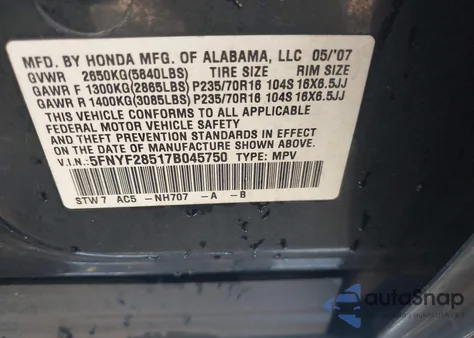 MFD. BY HONDA MFG. OF ALABAMA, LLC 05/'07
GVWR 2650KG(5840LBS) TIRE SIZE RIM SIZE
GAWR F 1300KG(2865LBS)P235/70R16 104S 16X6.5JJ
GAWR R 1400KG(3085LBS)P235/70R16 104S 16X6.5JJ
THIS VEHICLE CONFORMS TO ALL APPLICABLE
FEDERAL MOTOR VEHICLE SAFETY
AND THEFT PREVENTION STANDARDS IN EFFECT
ON THE DATE OF MANUFACTURE SHOWN ABOVE.
V.I.N.:5FNYF28517B045750 TYPE: MPV
STW7 AC5 -NH707 -A -B
autoSnap